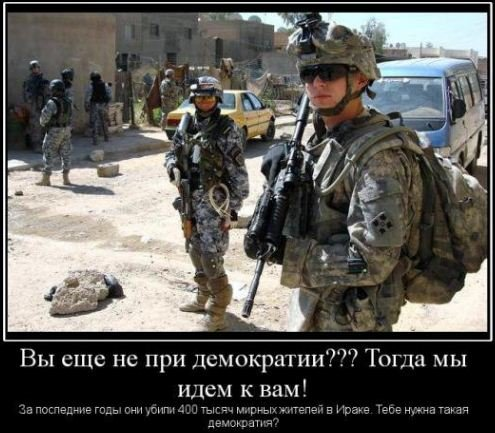 Вы еще не при демократии??? Тогда мы
идем к вам!
За последние годы они убили 400 тысяч мирных жителей в Ираке. Тебе нужна такая
демократия?